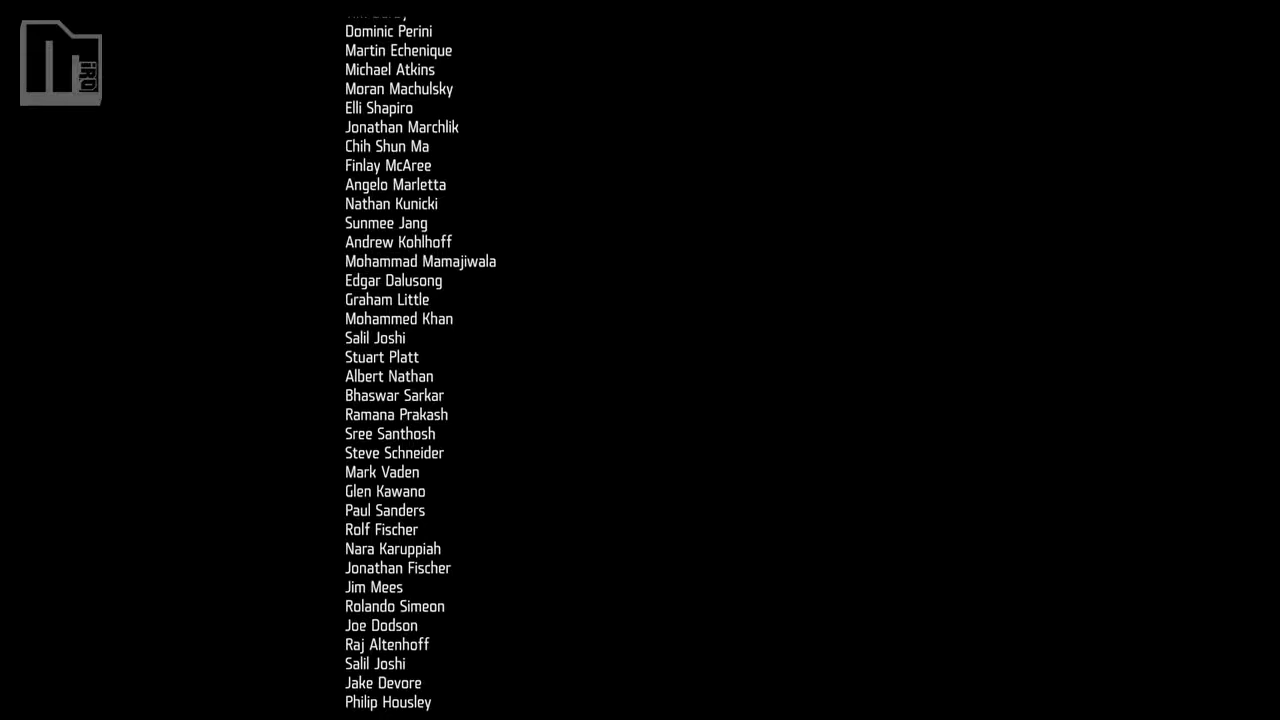 Dominic Perini
Martin Echenique
Michael Atkins
Moran Machulsky
Elli Shapiro
Jonathan Marchlik
Chih Shun Ma
Finlay McAree
Angelo Marletta
Nathan Kunicki
Sunmee Jang
Andrew Kohlhoff
Mohammad Mamajiwala
Edgar Dalusong
Graham Little
Mohammed Khan
Salil Joshi
Stuart Platt
Albert Nathan
Bhaswar Sarkar
Ramana Prakash
Sree Santhosh
Steve Schneider
Mark Vaden
Glen Kawano
Paul Sanders
Rolf Fischer
Nara Karuppiah
Jonathan Fischer
Jim Mees
Rolando Simeon
Joe Dodson
Raj Altenhoff
Salil Joshi
Jake Devore
Philip Housley